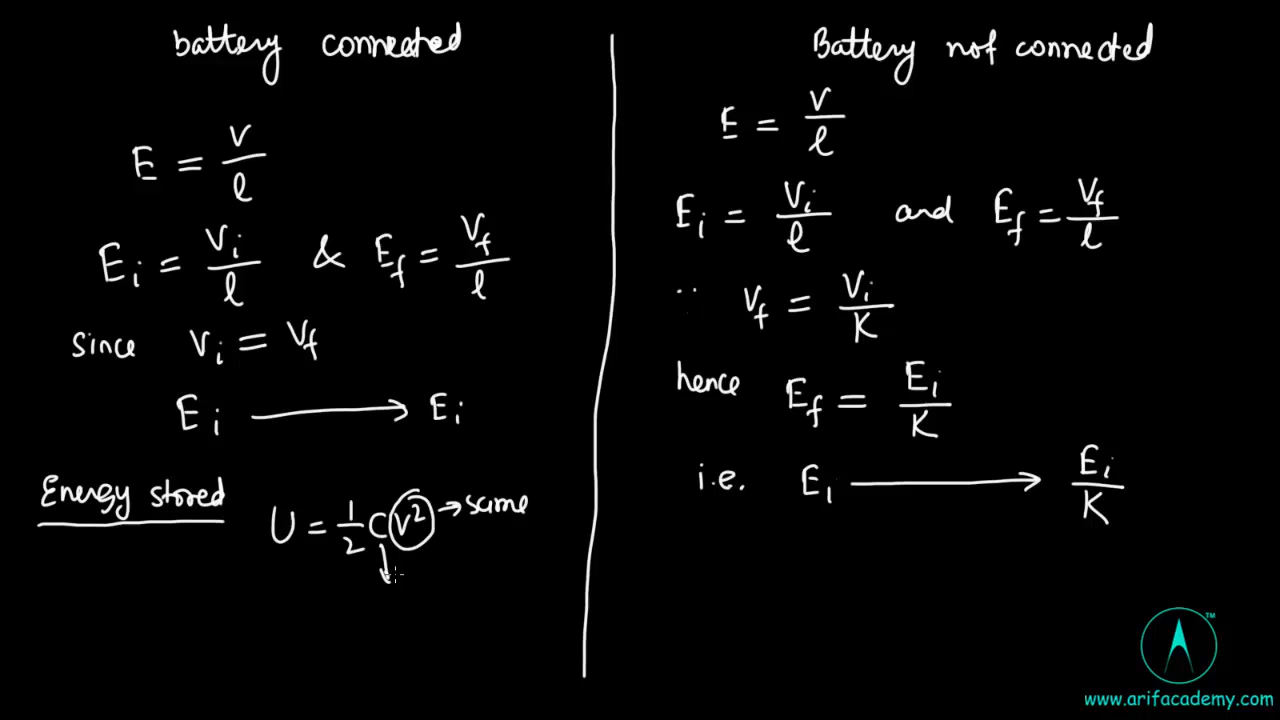 battery connected
E = V/l
Ei = Vi/l & Ef = Vf/l
since Vi = Vf
Ei ⟶ Ei
Energy stored
U = 1/2 C V² → same
Battery not connected
E = V/l
Ei = Vi/l and Ef = Vf/l
∵ Vf = Vi/K
hence Ef = Ei/K
i.e. Ei ⟶ Ei/K
TM
www.arifacademy.com